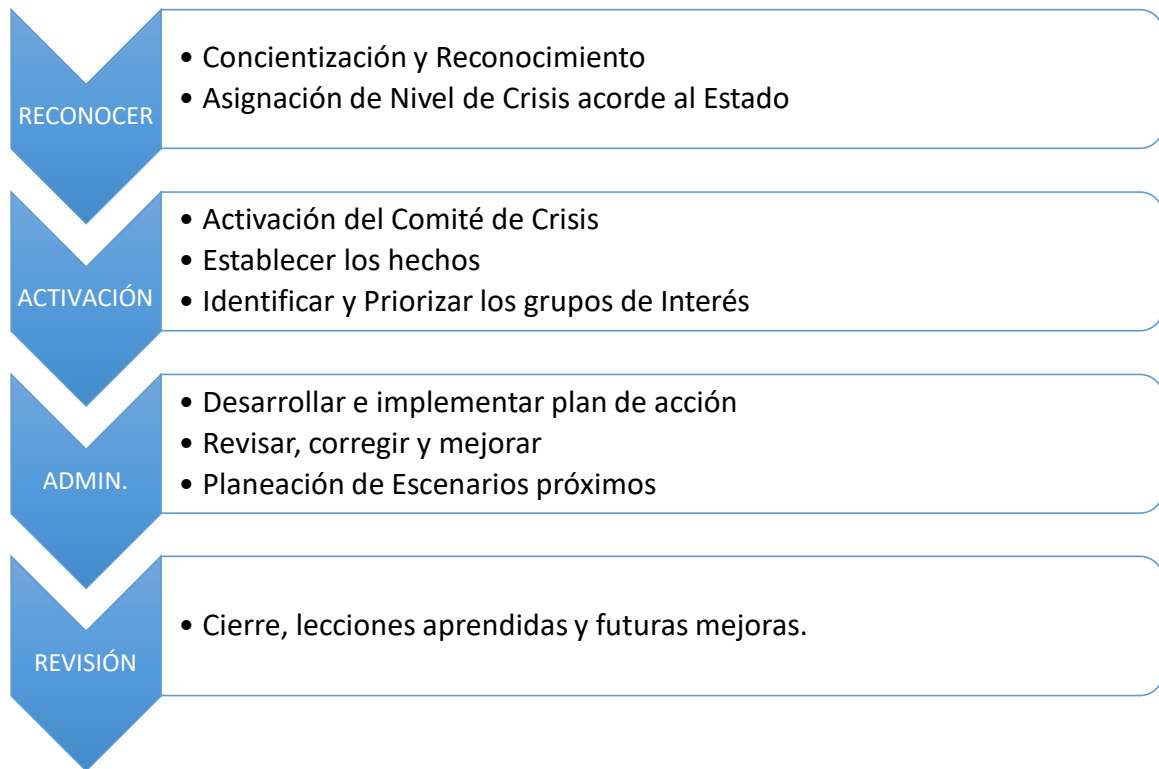 RECONOCER
• Concientización y Reconocimiento
• Asignación de Nivel de Crisis acorde al Estado
ACTIVACIÓN
• Activación del Comité de Crisis
• Establecer los hechos
• Identificar y Priorizar los grupos de Interés
ADMIN.
• Desarrollar e implementar plan de acción
• Revisar, corregir y mejorar
• Planeación de Escenarios próximos
REVISIÓN
• Cierre, lecciones aprendidas y futuras mejoras.